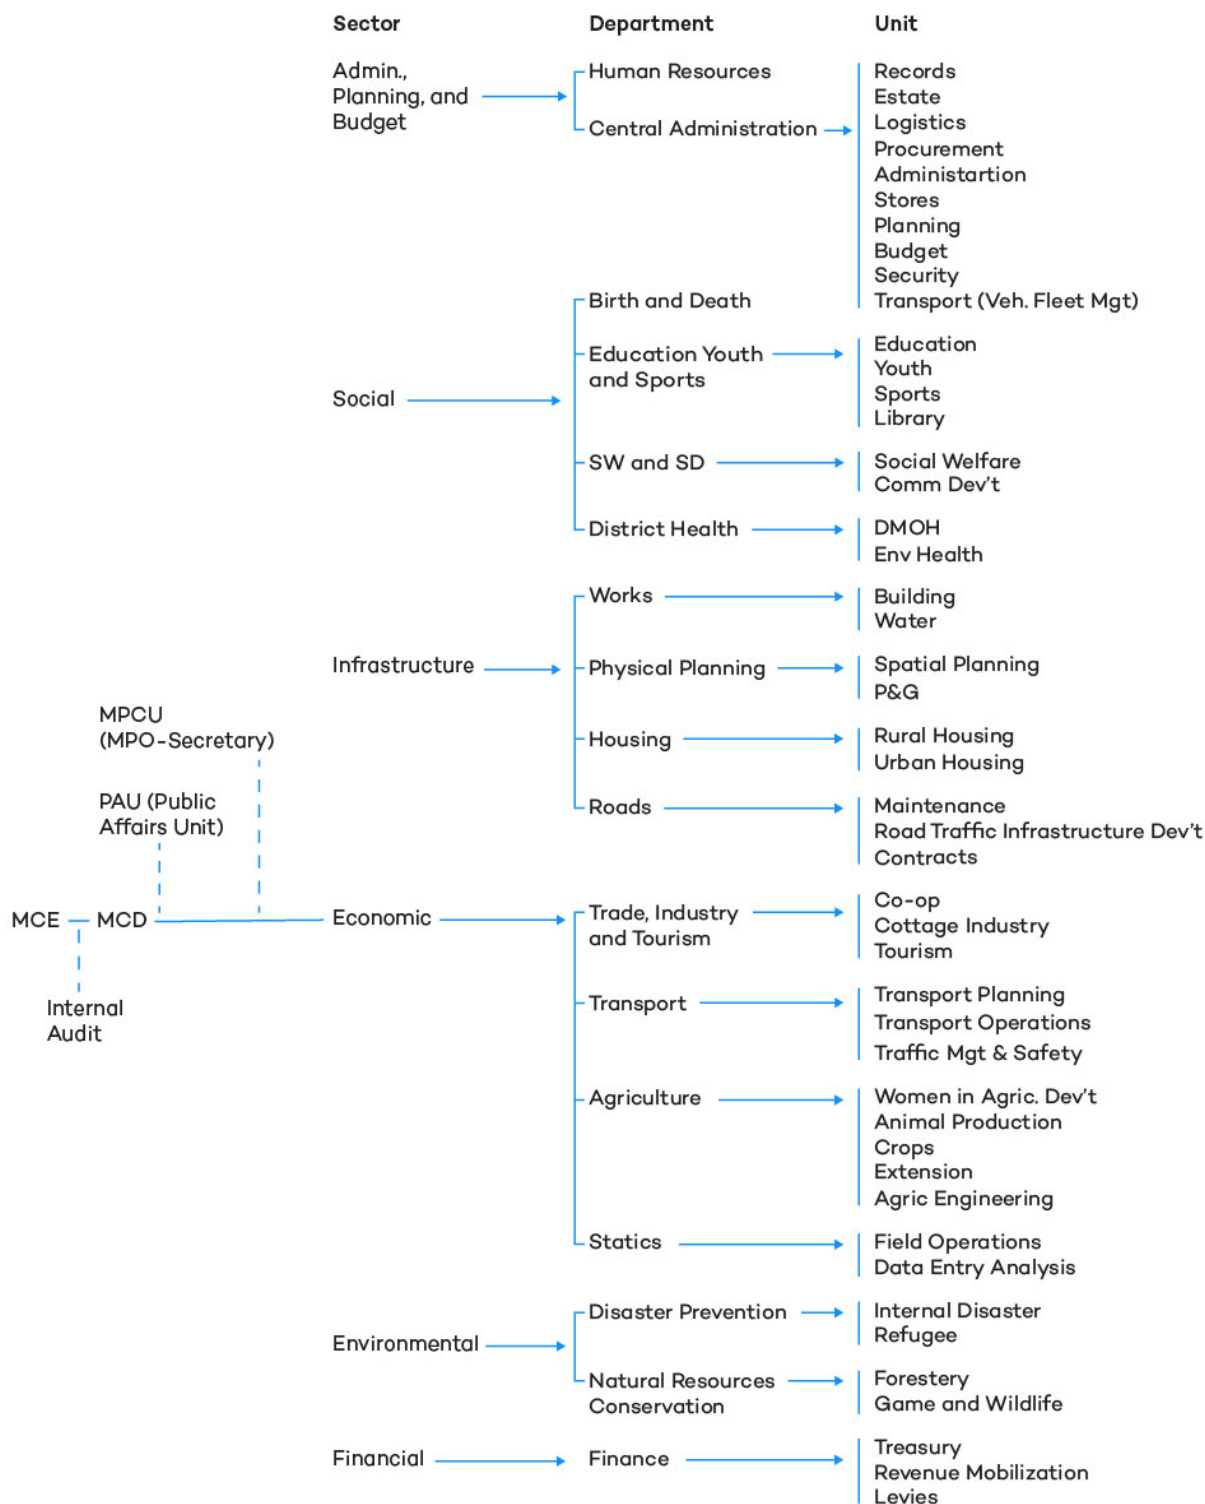 Sector Department Unit
Admin.,
Planning, and
Budget
Human Resources
Central Administration
Records
Estate
Logistics
Procurement
Administartion
Stores
Planning
Budget
Security
Transport (Veh. Fleet Mgt)
Social
Birth and Death
Education Youth
and Sports
Education
Youth
Sports
Library
SW and SD
Social Welfare
Comm Dev't
District Health
DMOH
Env Health
Infrastructure
Works
Building
Water
Physical Planning
Spatial Planning
P&G
Housing
Rural Housing
Urban Housing
Roads
Maintenance
Road Traffic Infrastructure Dev't
Contracts
MPCU
(MPO-Secretary)
PAU (Public
Affairs Unit)
MCE
MCD
Internal
Audit
Economic
Trade, Industry
and Tourism
Co-op
Cottage Industry
Tourism
Transport
Transport Planning
Transport Operations
Traffic Mgt & Safety
Agriculture
Women in Agric. Dev't
Animal Production
Crops
Extension
Agric Engineering
Statics
Field Operations
Data Entry Analysis
Environmental
Disaster Prevention
Internal Disaster
Refugee
Natural Resources
Conservation
Forestery
Game and Wildlife
Financial
Finance
Treasury
Revenue Mobilization
Levies